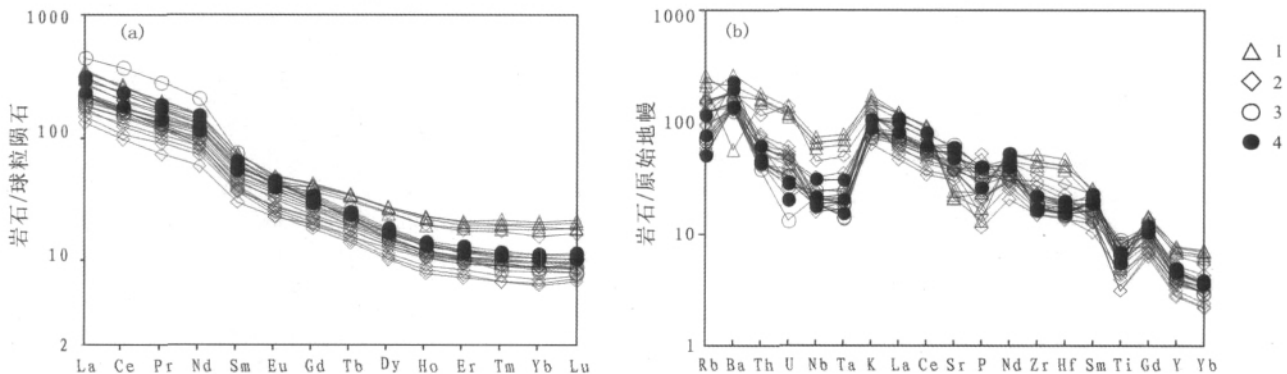 1000
100
10
2
岩石/球粒陨石
(a)
La Ce Pr Nd Sm Eu Gd Tb Dy Ho Er Tm Yb Lu
1000
100
10
1
岩石/原始地幔
(b)
Rb Ba Th U Nb Ta K La Ce Sr P Nd Zr Hf Sm Ti Gd Y Yb
1
2
3
4